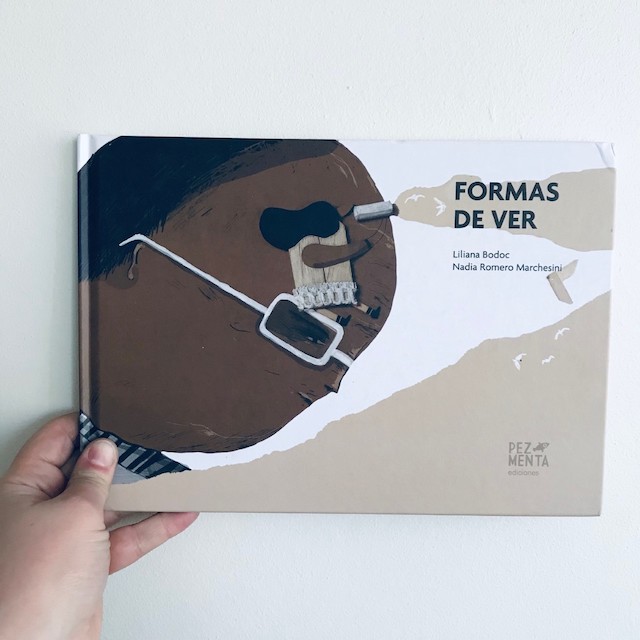 FORMAS
DE VER
Liliana Bodoc
Nadia Romero Marchesini
PEZ
MENTA
ediciones